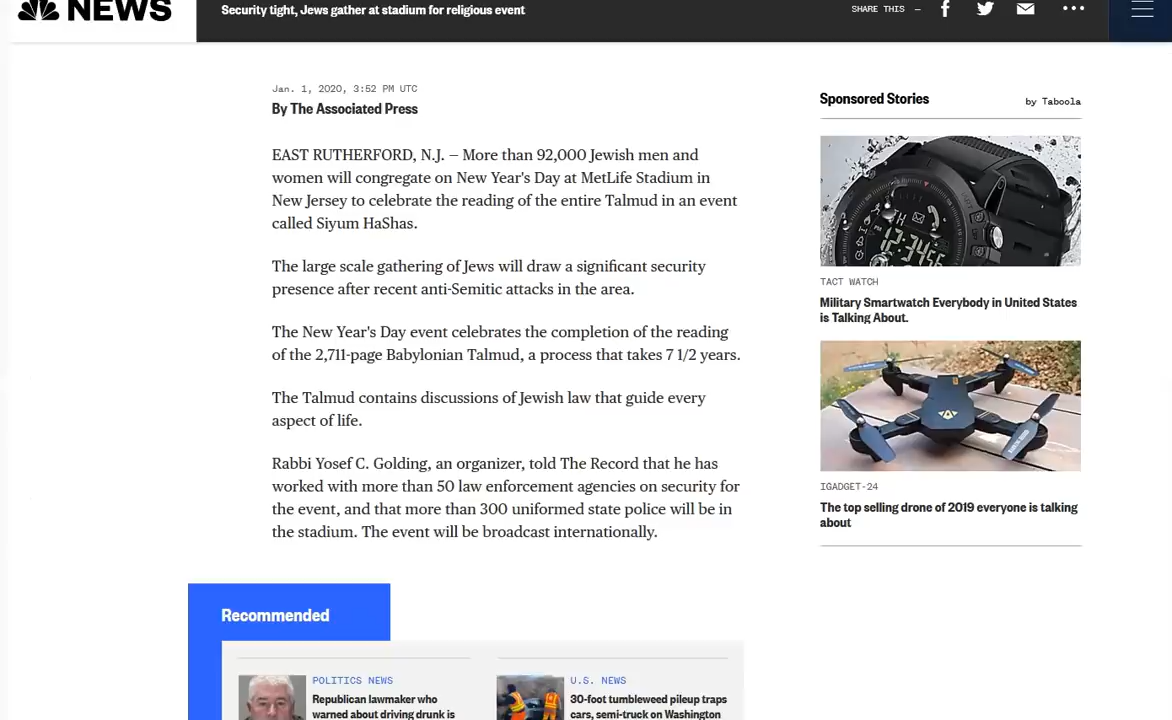 NEWS
Security tight, Jews gather at stadium for religious event
SHARE THIS —
Jan. 1, 2020, 3:52 PM UTC
By The Associated Press
EAST RUTHERFORD, N.J. — More than 92,000 Jewish men and
women will congregate on New Year's Day at MetLife Stadium in
New Jersey to celebrate the reading of the entire Talmud in an event
called Siyum HaShas.
The large scale gathering of Jews will draw a significant security
presence after recent anti-Semitic attacks in the area.
The New Year's Day event celebrates the completion of the reading
of the 2,711-page Babylonian Talmud, a process that takes 7 1/2 years.
The Talmud contains discussions of Jewish law that guide every
aspect of life.
Rabbi Yosef C. Golding, an organizer, told The Record that he has
worked with more than 50 law enforcement agencies on security for
the event, and that more than 300 uniformed state police will be in
the stadium. The event will be broadcast internationally.
Sponsored Stories
by Taboola
12:3456
TACT WATCH
Military Smartwatch Everybody in United States
is Talking About.
IGADGET-24
The top selling drone of 2019 everyone is talking
about
Recommended
POLITICS NEWS
Republican lawmaker who
warned about driving drunk is
U.S. NEWS
30-foot tumbleweed pileup traps
cars, semi-truck on Washington